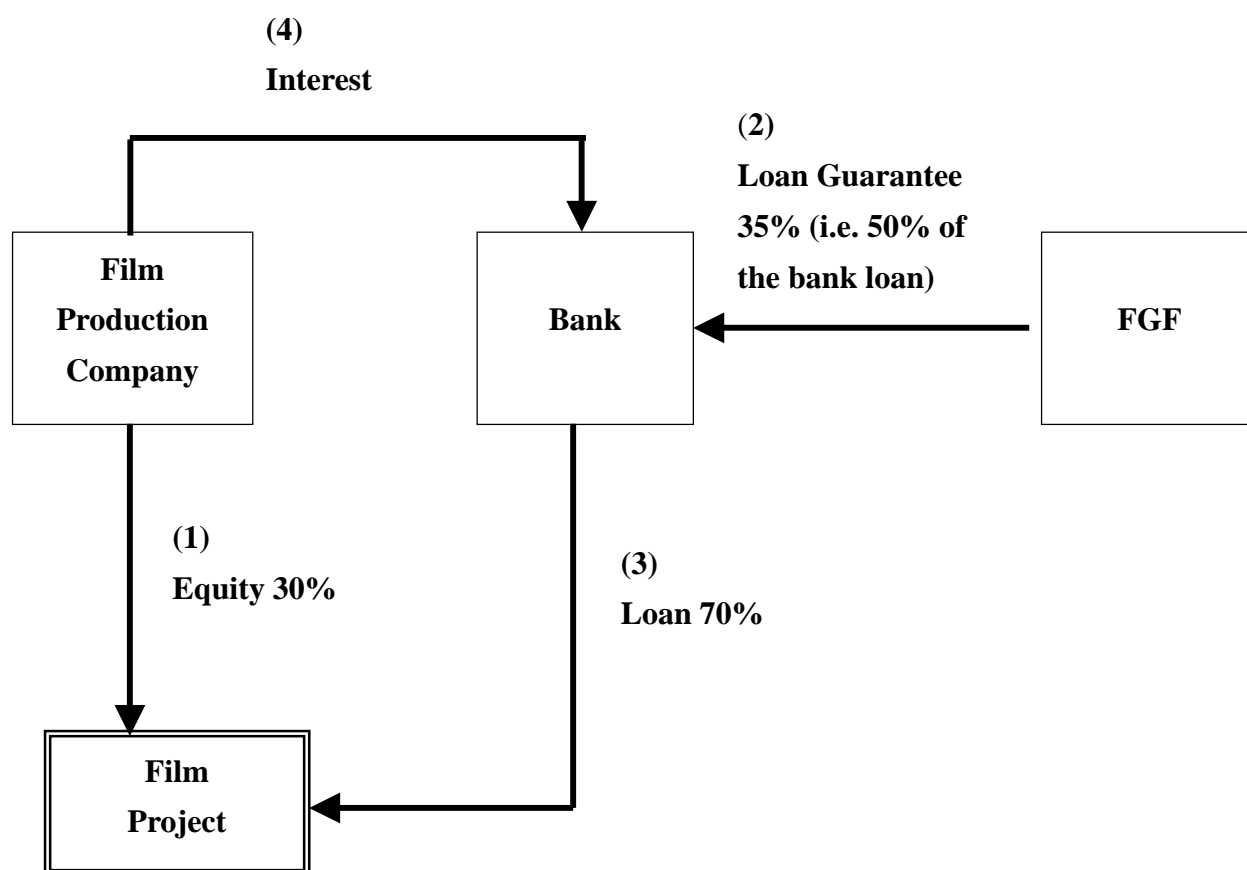 (4)
Interest
(2)
Loan Guarantee
35% (i.e. 50% of
the bank loan)
Film
Production
Company
Bank
FGF
(1)
Equity 30%
(3)
Loan 70%
Film
Project